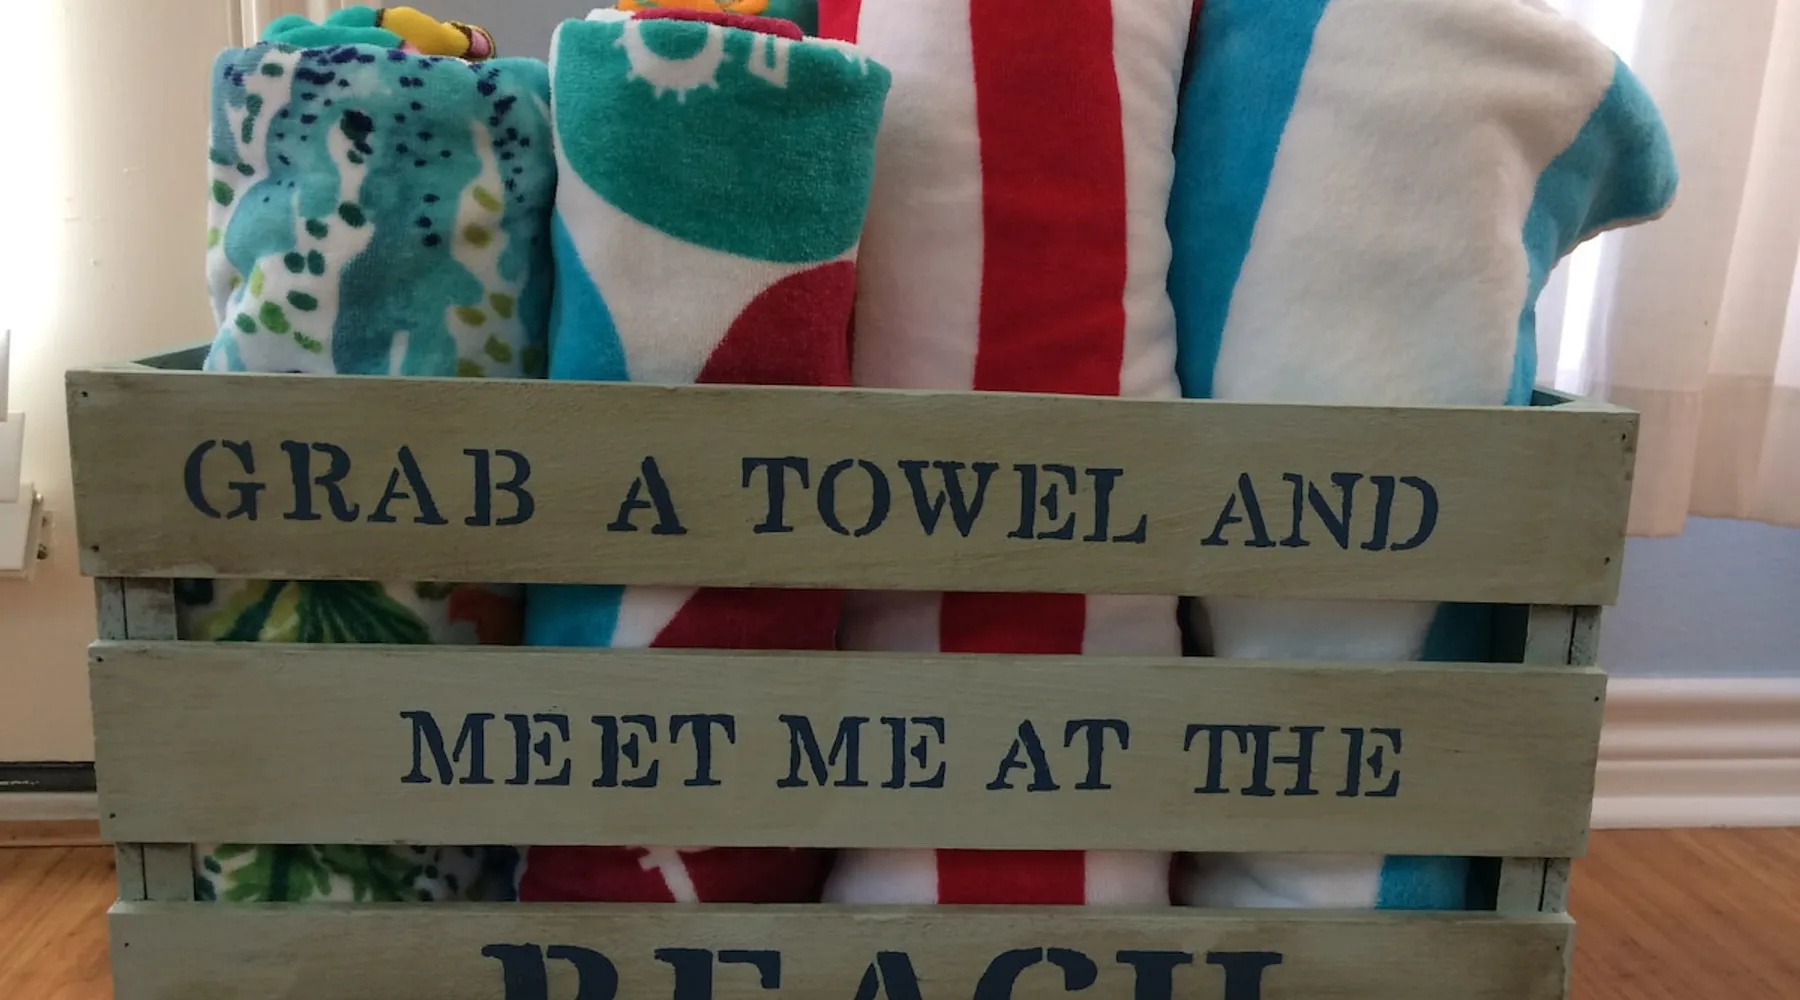 GRAB A TOWEL AND
MEET ME AT THE
BEACH